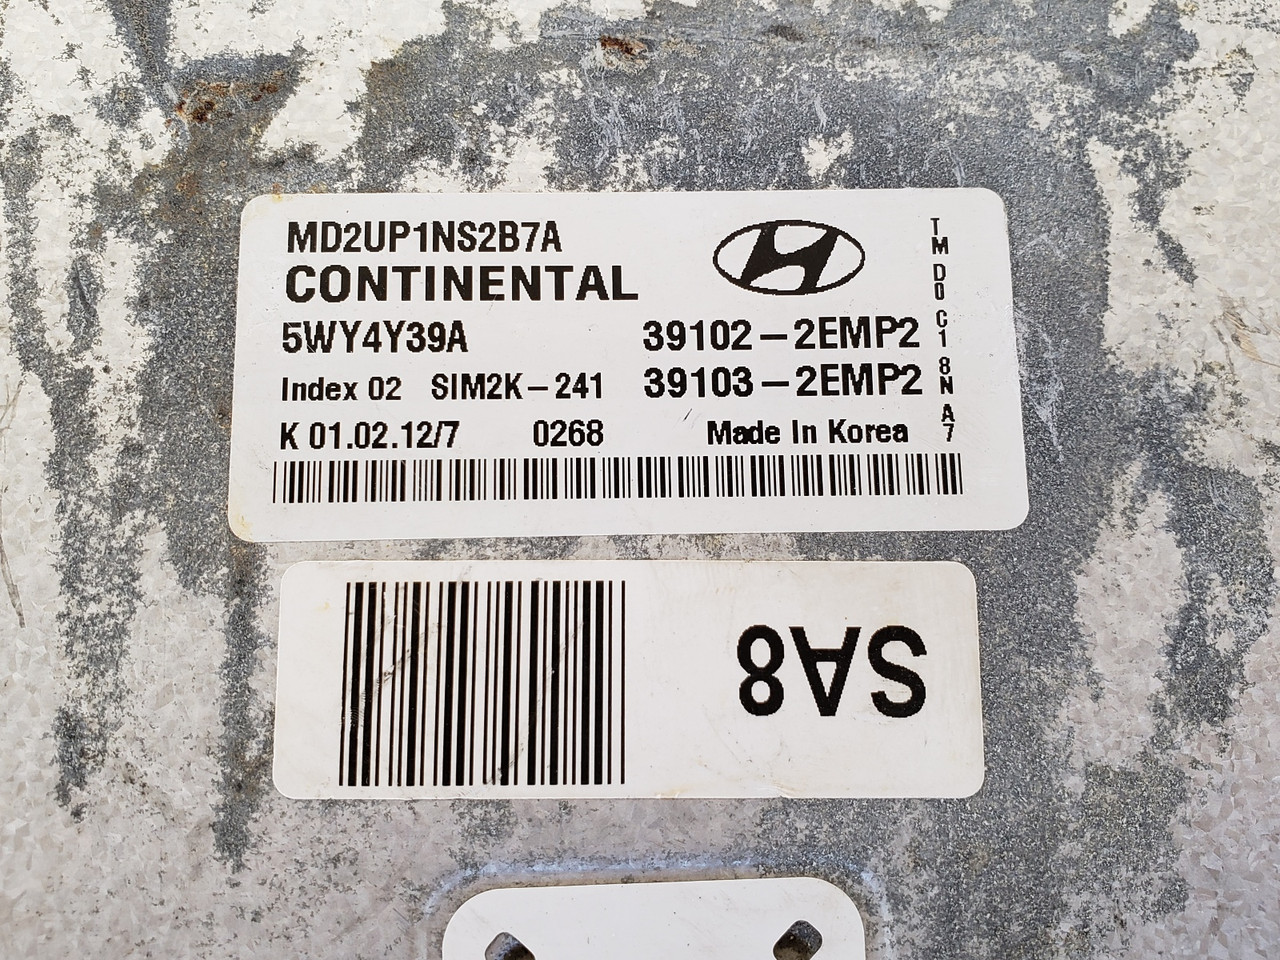 MD2UP1NS2B7A
CONTINENTAL
5WY4Y39A 39102-2EMP2
Index 02 SIM2K-241 39103-2EMP2
K 01.02.12/7 0268 Made In Korea
TM D0 C1 8N A7
SA8